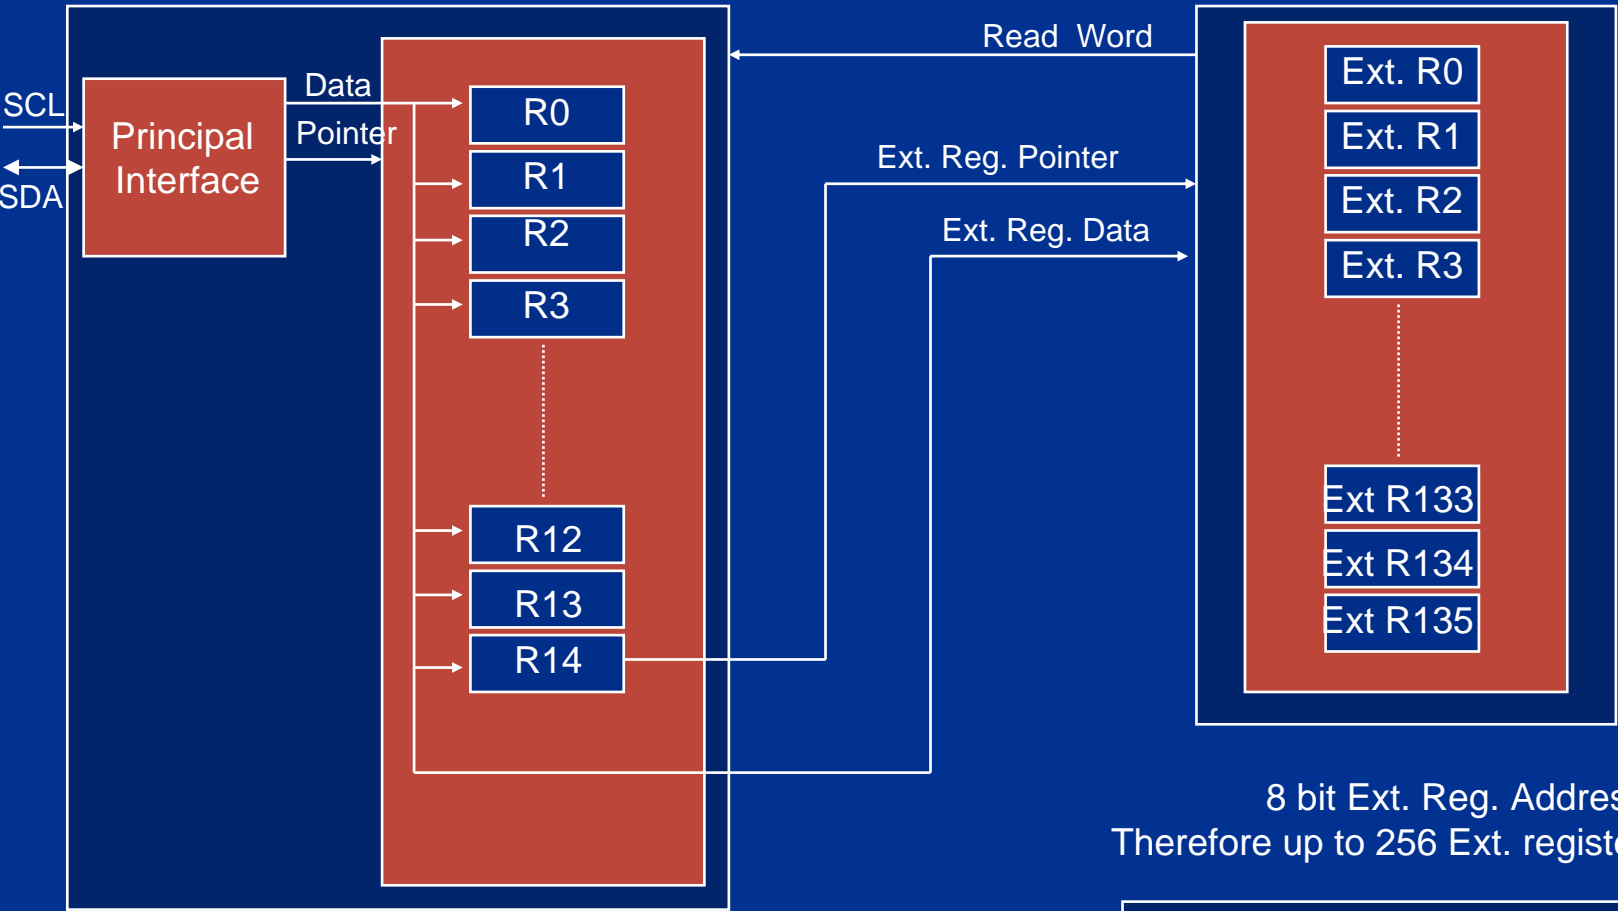 SCL
SDA
Principal
Interface
Data
Pointer
R0
R1
R2
R3
R12
R13
R14
Read Word
Ext. Reg. Pointer
Ext. Reg. Data
Ext. R0
Ext. R1
Ext. R2
Ext. R3
Ext R133
Ext R134
Ext R135
8 bit Ext. Reg.
Therefore up to 256 Ext.